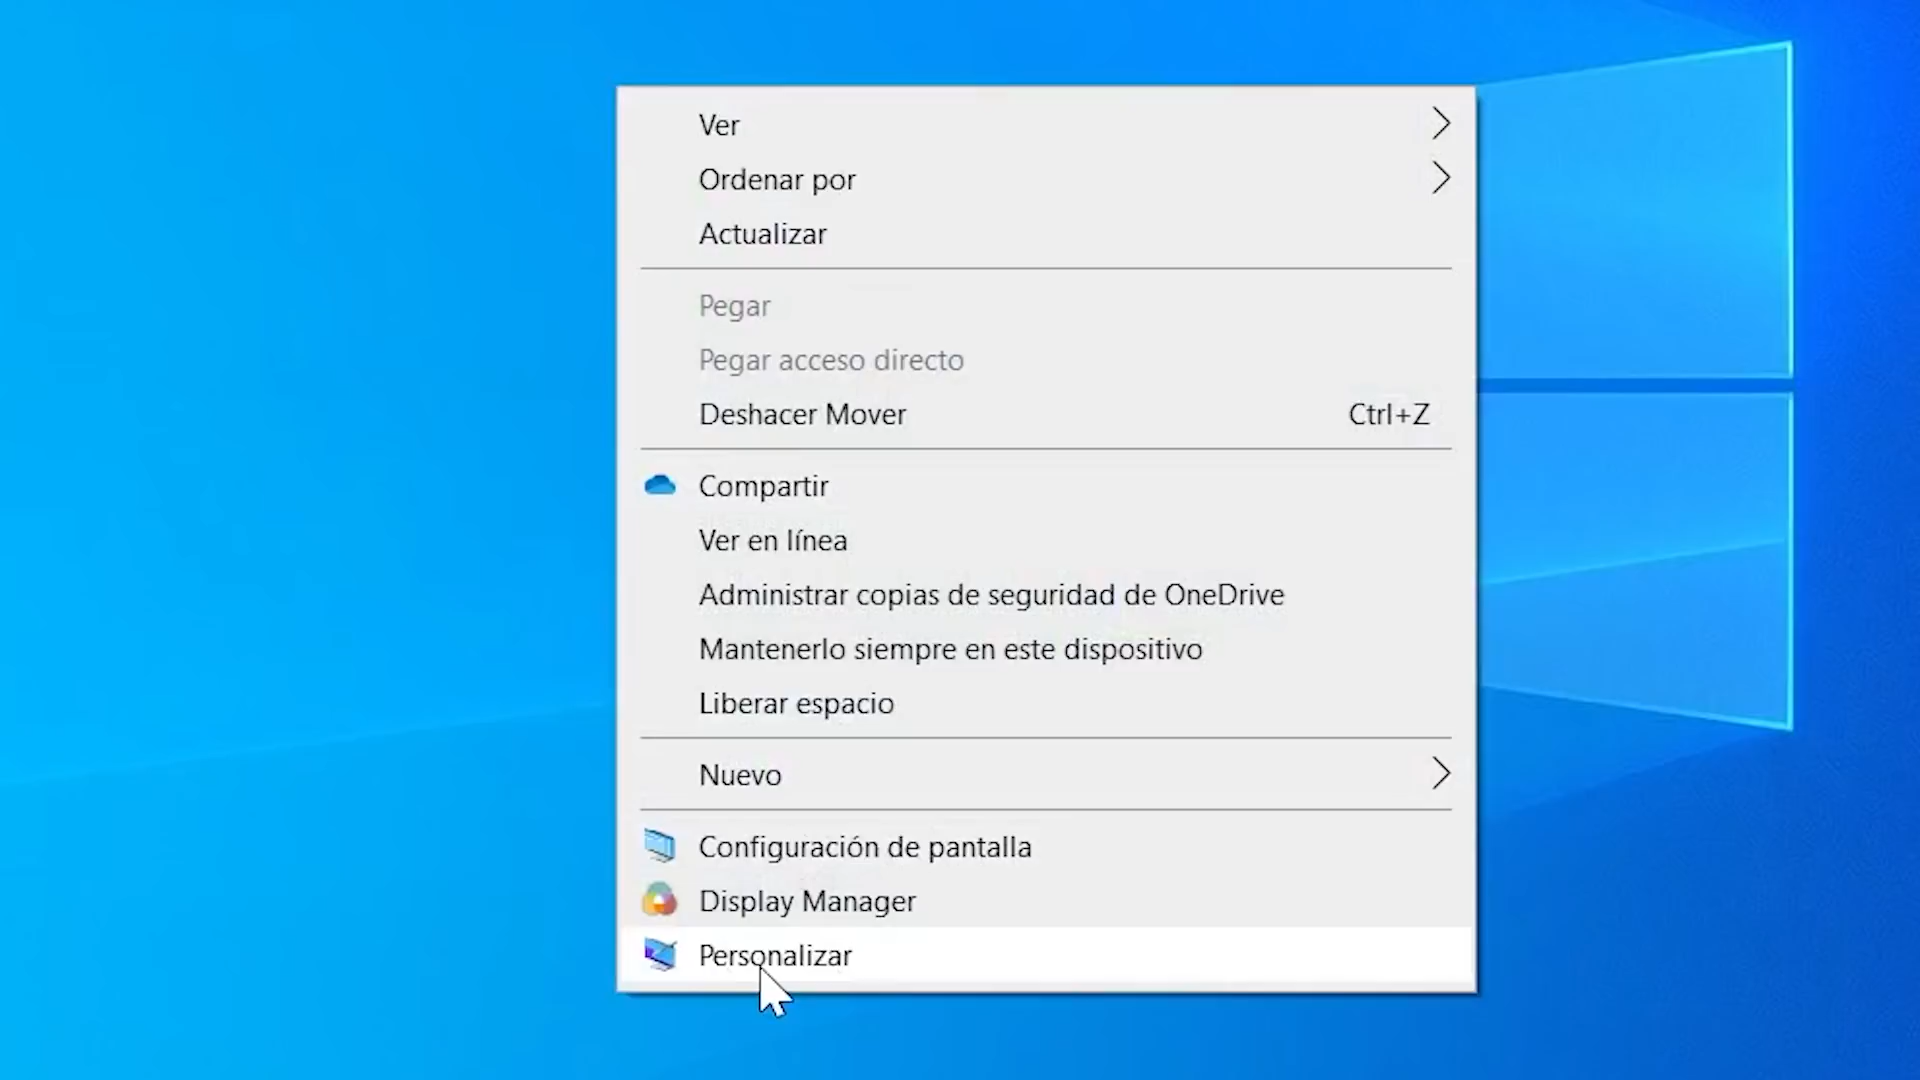 Ver
Ordenar por
Actualizar
Pegar
Pegar acceso directo
Deshacer Mover Ctrl+Z
Compartir
Ver en línea
Administrar copias de seguridad de OneDrive
Mantenerlo siempre en este dispositivo
Liberar espacio
Nuevo
Configuración de pantalla
Display Manager
Personalizar